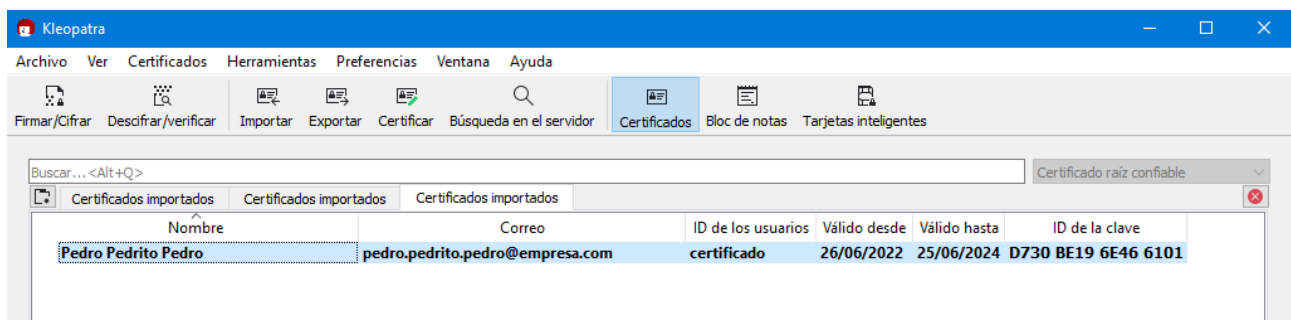 Kleopatra
Archivo Ver Certificados Herramientas Preferencias Ventana Ayuda
Firmar/Cifrar Descifrar/verificar Importar Exportar Certificar Búsqueda en el servidor Certificados Bloc de notas Tarjetas inteligentes
Buscar...<Alt+Q> Certificado raíz confiable
Certificados importados Certificados importados Certificados importados
Nombre Correo ID de los usuarios Válido desde Válido hasta ID de la clave
Pedro Pedrito Pedro pedro.pedrito.pedro@empresa.com certificado 26/06/2022 25/06/2024 D730 BE19 6E46 6101